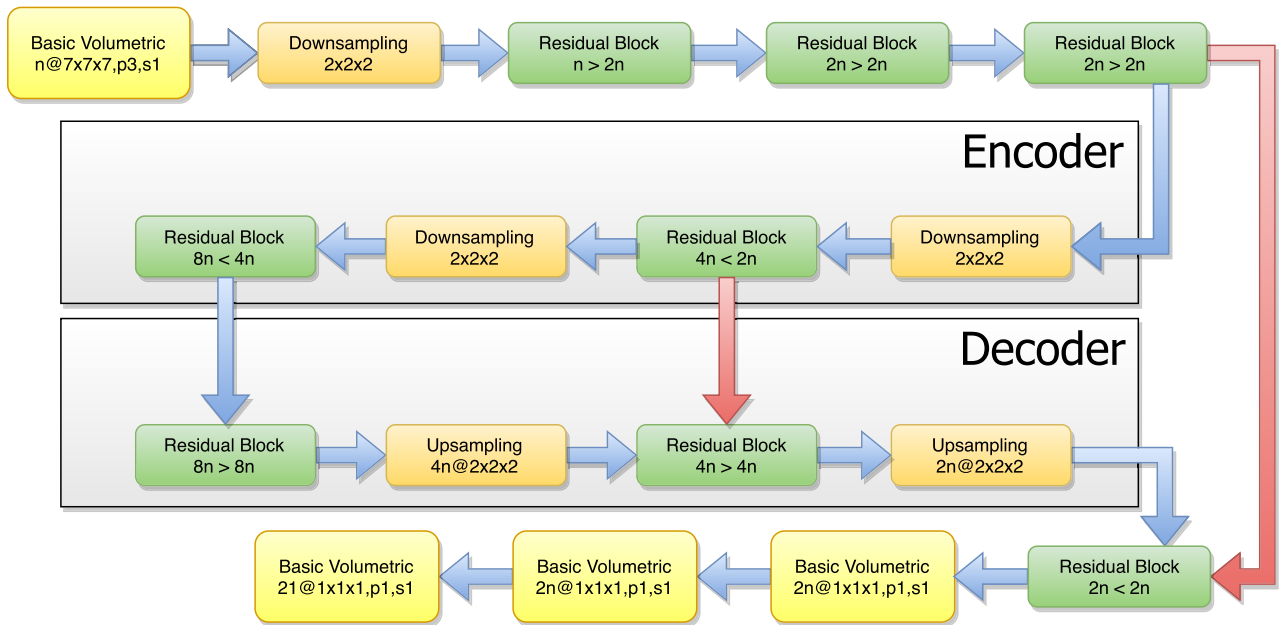 Basic Volumetric
n@7x7x7,p3,s1
Downsampling
2x2x2
Residual Block
n > 2n
Residual Block
2n > 2n
Residual Block
2n > 2n
Encoder
Residual Block
8n < 4n
Downsampling
2x2x2
Residual Block
4n < 2n
Downsampling
2x2x2
Decoder
Residual Block
8n > 8n
Upsampling
4n@2x2x2
Residual Block
4n > 4n
Upsampling
2n@2x2x2
Basic Volumetric
21@1x1x1,p1,s1
Basic Volumetric
2n@1x1x1,p1,s1
Basic Volumetric
2n@1x1x1,p1,s1
Residual Block
2n < 2n